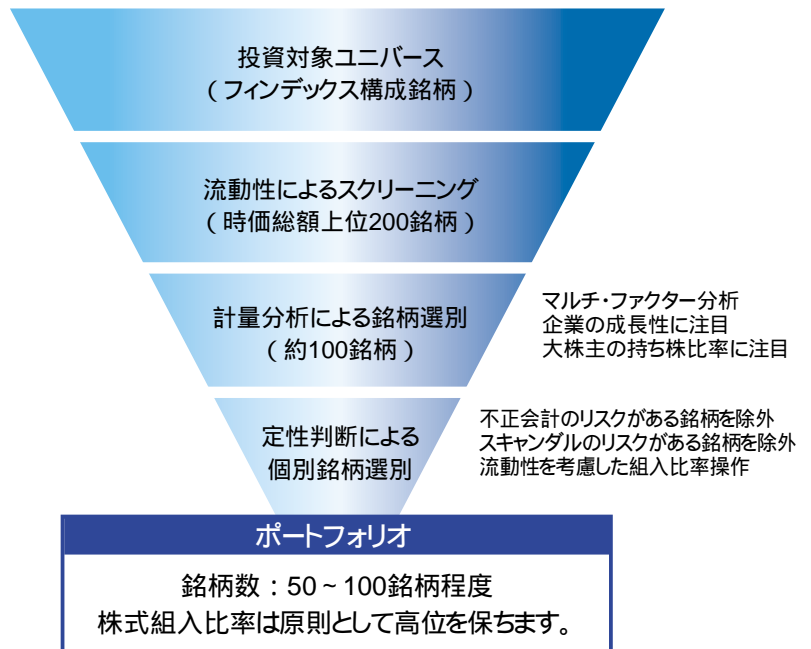 投資対象ユニバース
(フィンデックス構成銘柄)
流動性によるスクリーニング
(時価総額上位200銘柄)
計量分析による銘柄選別
(約100銘柄)
マルチ・ファクター分析
企業の成長性に注目
大株主の持ち株比率に注目
定性判断による
個別銘柄選別
不正会計のリスクがある銘柄を除外
スキャンダルのリスクがある銘柄を除外
流動性を考慮した組入比率操作
ポートフォリオ
銘柄数：50~100銘柄程度
株式組入比率は原則として高位を保ちます。